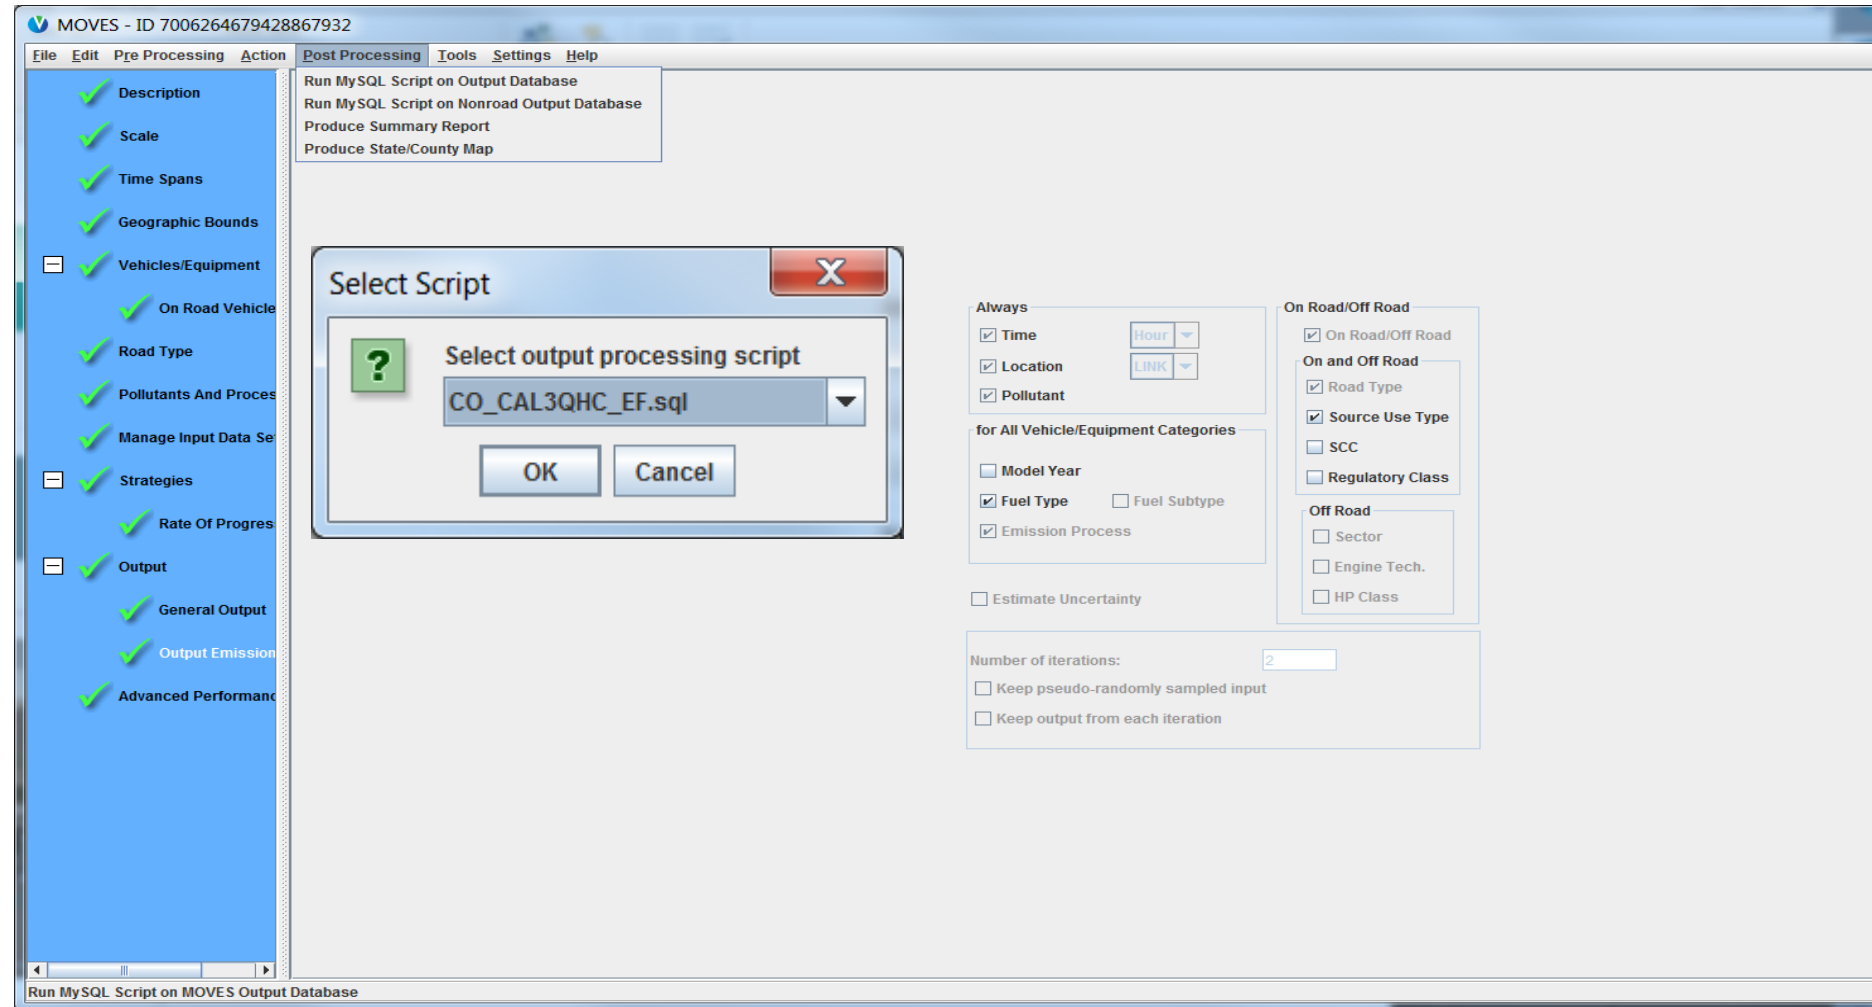 MOVES - ID 7006264679428867932
File Edit Pre Processing Action Post Processing Tools Settings Help
Run MySQL Script on Output Database
Run MySQL Script on Nonroad Output Database
Produce Summary Report
Produce State/County Map
Description
Scale
Time Spans
Geographic Bounds
Vehicles/Equipment
On Road Vehicle
Road Type
Pollutants And Proces
Manage Input Data Se
Strategies
Rate Of Progres
Output
General Output
Output Emission
Advanced Performanc
Select Script
X
?
Select output processing script
CO_CAL3QHC_EF.sql
OK Cancel
Always
Time Hour
Location LINK
Pollutant
for All Vehicle/Equipment Categories
Model Year
Fuel Type Fuel Subtype
Emission Process
Estimate Uncertainty
On Road/Off Road
On Road/Off Road
On and Off Road
Road Type
Source Use Type
SCC
Regulatory Class
Off Road
Sector
Engine Tech.
HP Class
Number of iterations: 2
Keep pseudo-randomly sampled input
Keep output from each iteration
Run MySQL Script on MOVES Output Database